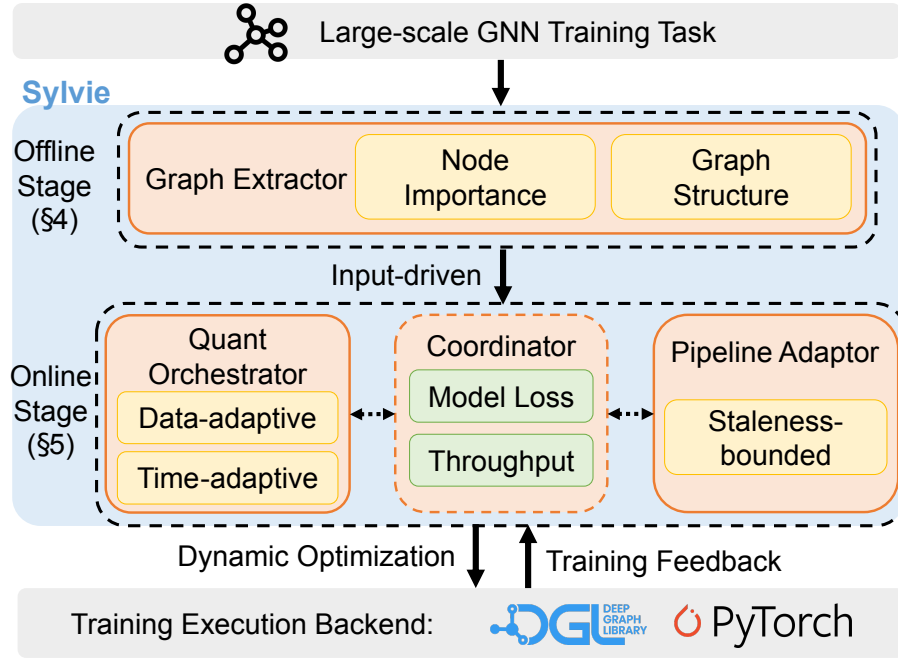 Large-scale GNN Training Task
Sylvie
Offline
Stage
(§4)
Graph Extractor
Node
Importance
Graph
Structure
Input-driven
Online
Stage
(§5)
Quant
Orchestrator
Data-adaptive
Time-adaptive
Coordinator
Model Loss
Throughput
Pipeline Adaptor
Staleness-
bounded
Dynamic Optimization
Training Feedback
Training Execution Backend:
DGL
DEEP
GRAPH
LIBRARY
PyTorch